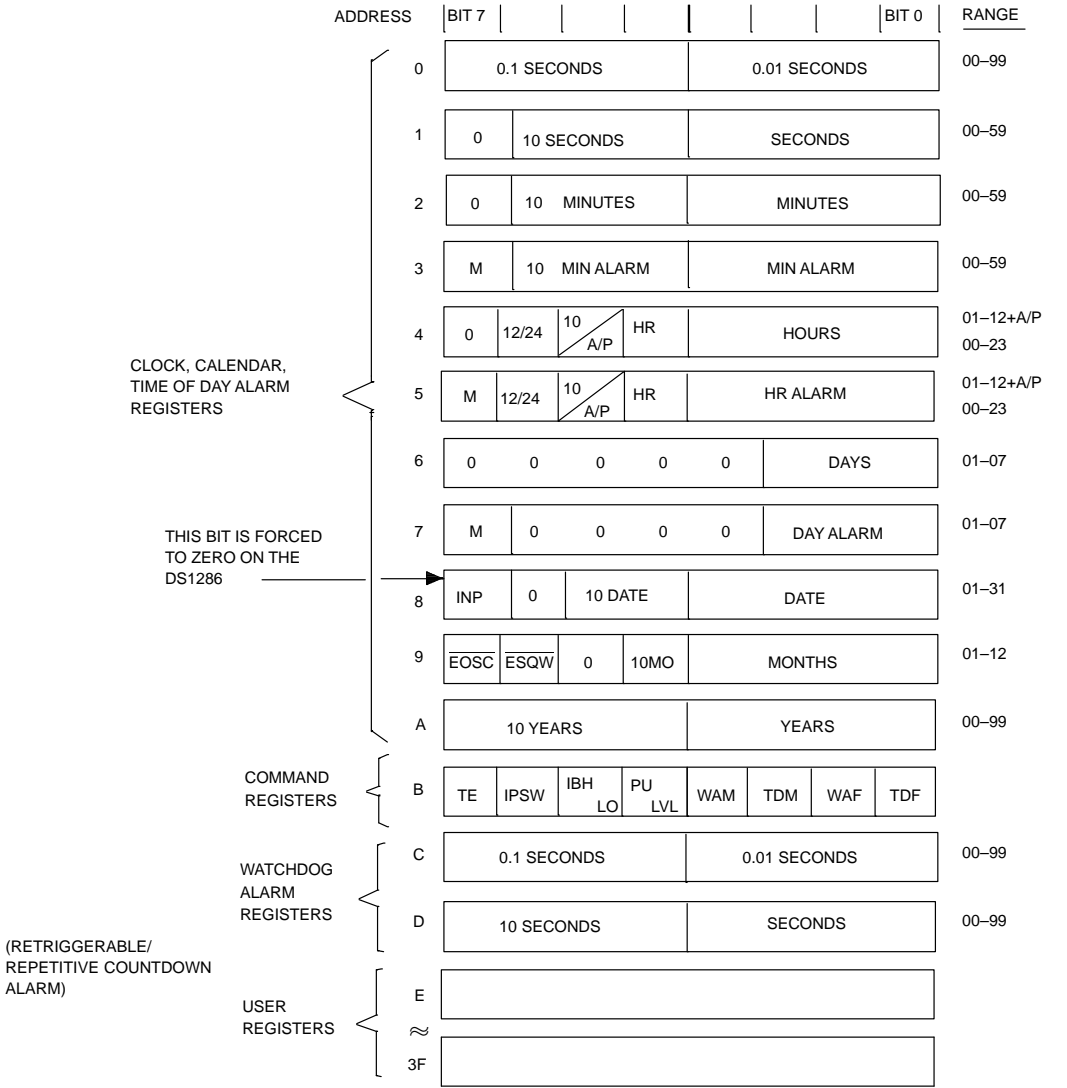 ADDRESS BIT 7 BIT 0 RANGE
0 0.1 SECONDS 0.01 SECONDS 00–99
1 0 10 SECONDS SECONDS 00–59
2 0 10 MINUTES MINUTES 00–59
3 M 10 MIN ALARM MIN ALARM 00–59
4 0 12/24 10 A/P HR HOURS 01–12+A/P
00–23
CLOCK, CALENDAR,
TIME OF DAY ALARM
REGISTERS
5 M 12/24 10 A/P HR HR ALARM 01–12+A/P
00–23
6 0 0 0 0 0 DAYS 01–07
7 M 0 0 0 0 DAY ALARM 01–07
THIS BIT IS FORCED
TO ZERO ON THE
DS1286
8 INP 0 10 DATE DATE 01–31
9 EOSC ESQW 0 10MO MONTHS 01–12
A 10 YEARS YEARS 00–99
COMMAND
REGISTERS
B TE IPSW IBH LO PU LVL WAM TDM WAF TDF
C 0.1 SECONDS 0.01 SECONDS 00–99
WATCHDOG
ALARM
REGISTERS
D 10 SECONDS SECONDS 00–99
(RETRIGGERABLE/
REPETITIVE COUNTDOWN
ALARM)
E
USER
REGISTERS
≈
3F